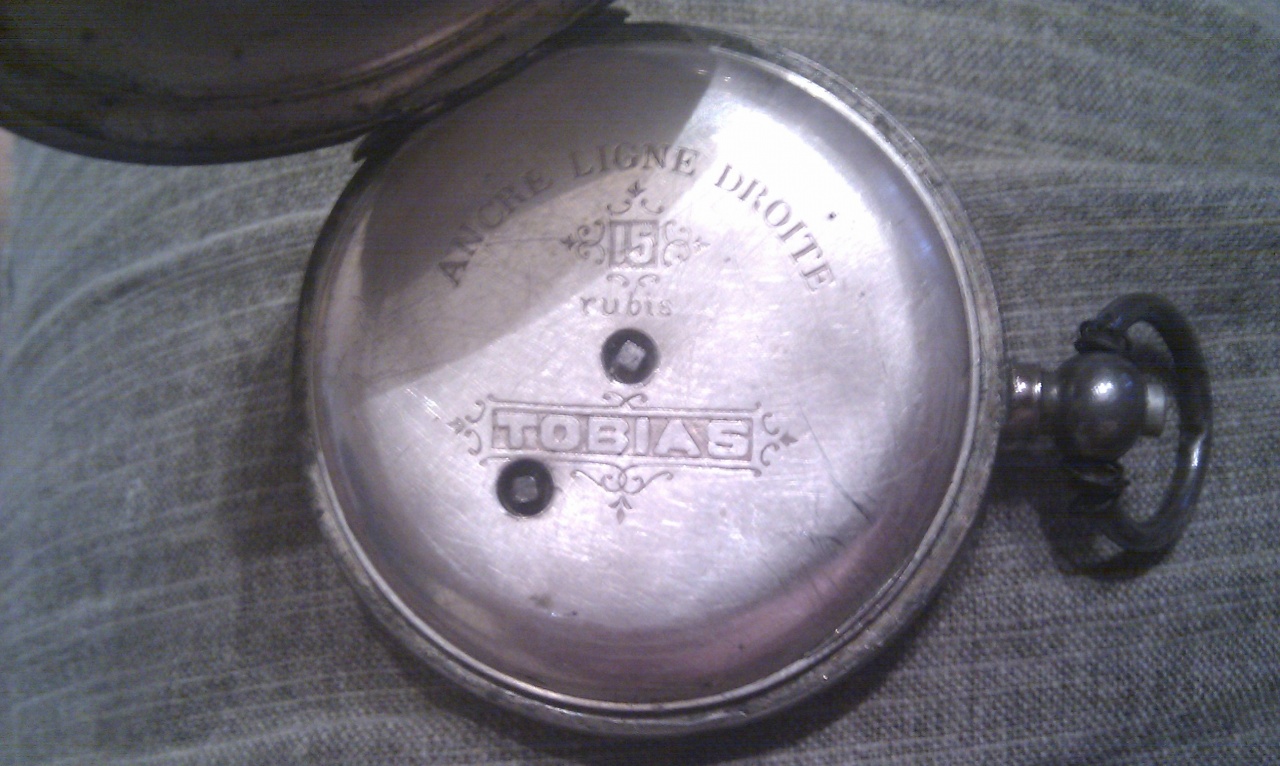 ANCRE LIGNE DROITE
15
rubis
TOBIAS